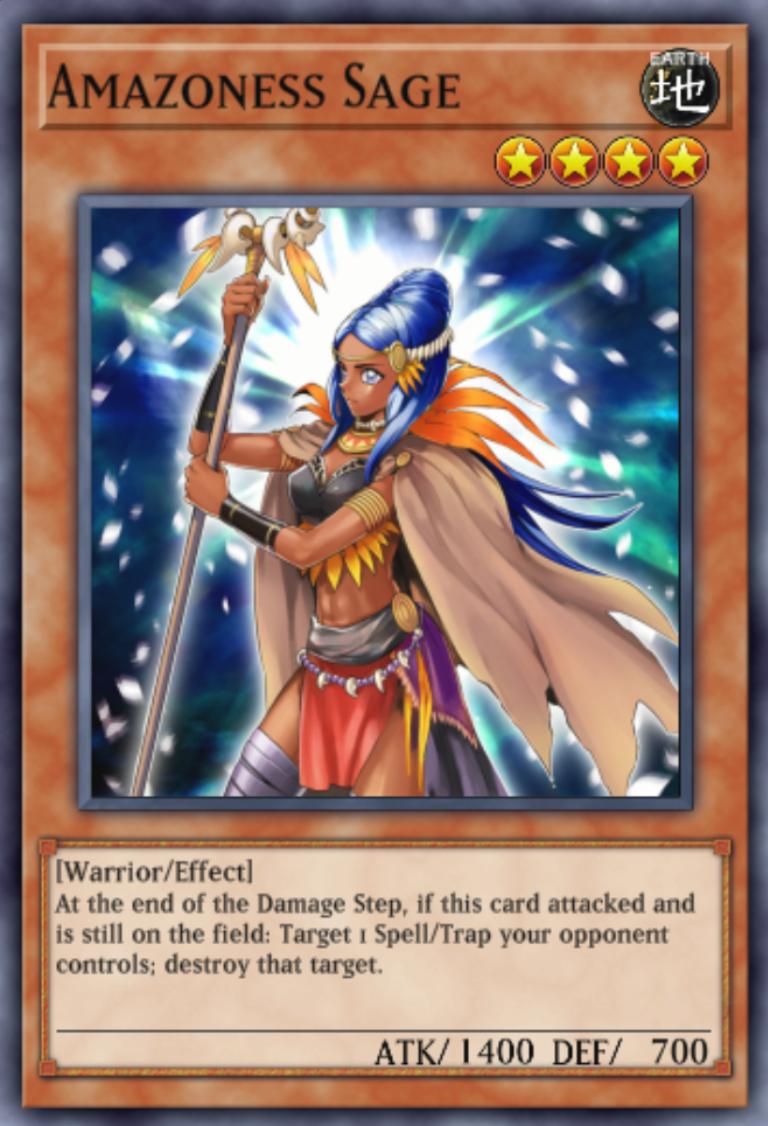 Amazoness Sage
EARTH
地
[Warrior/Effect]
At the end of the Damage Step, if this card attacked and
is still on the field: Target 1 Spell/Trap your opponent
controls; destroy that target.
ATK/ 1400 DEF/ 700